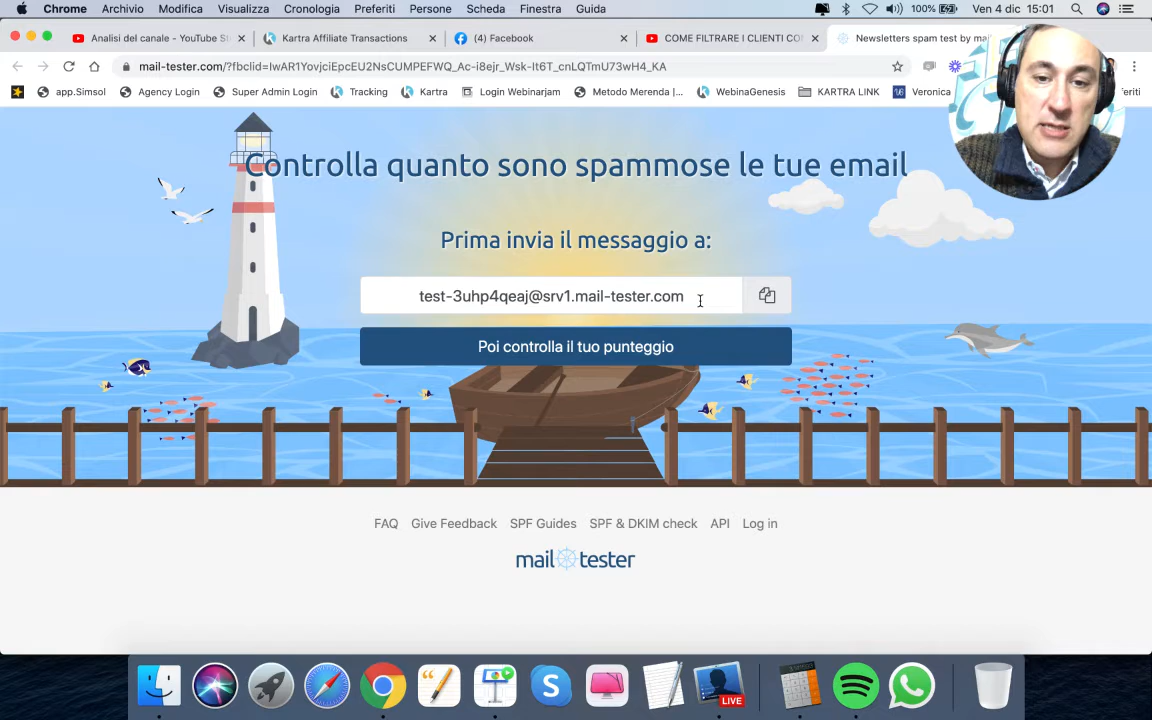 Chrome Archivio Modifica Visualizza Cronologia Preferiti Persone Scheda Finestra Guida 100% Ven 4 dic 15:01
Analisi del canale - YouTube St
Kartra Affiliate Transactions
(4) Facebook
COME FILTRARE I CLIENTI CO
Newsletters spam test by mai
mail-tester.com/?fbclid=IwAR1YovjciEpcEU2NsCUMPEFWQ_Ac-i8ejr_Wsk-It6T_cnLQTmU73wH4_KA
app.Simsol Agency Login Super Admin Login Tracking Kartra Login Webinarjam Metodo Merenda |... WebinaGenesis KARTRA LINK Veronica eriti
Controlla quanto sono spammose le tue email
Prima invia il messaggio a:
test-3uhp4qeaj@srv1.mail-tester.com
Poi controlla il tuo punteggio
FAQ Give Feedback SPF Guides SPF & DKIM check API Log in
mail tester
LIVE